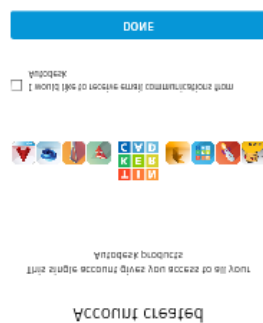 Account created
This single account gives you access to all your
Autodesk products
TIN
KER
CAD
I would like to receive email communications from
Autodesk
DONE